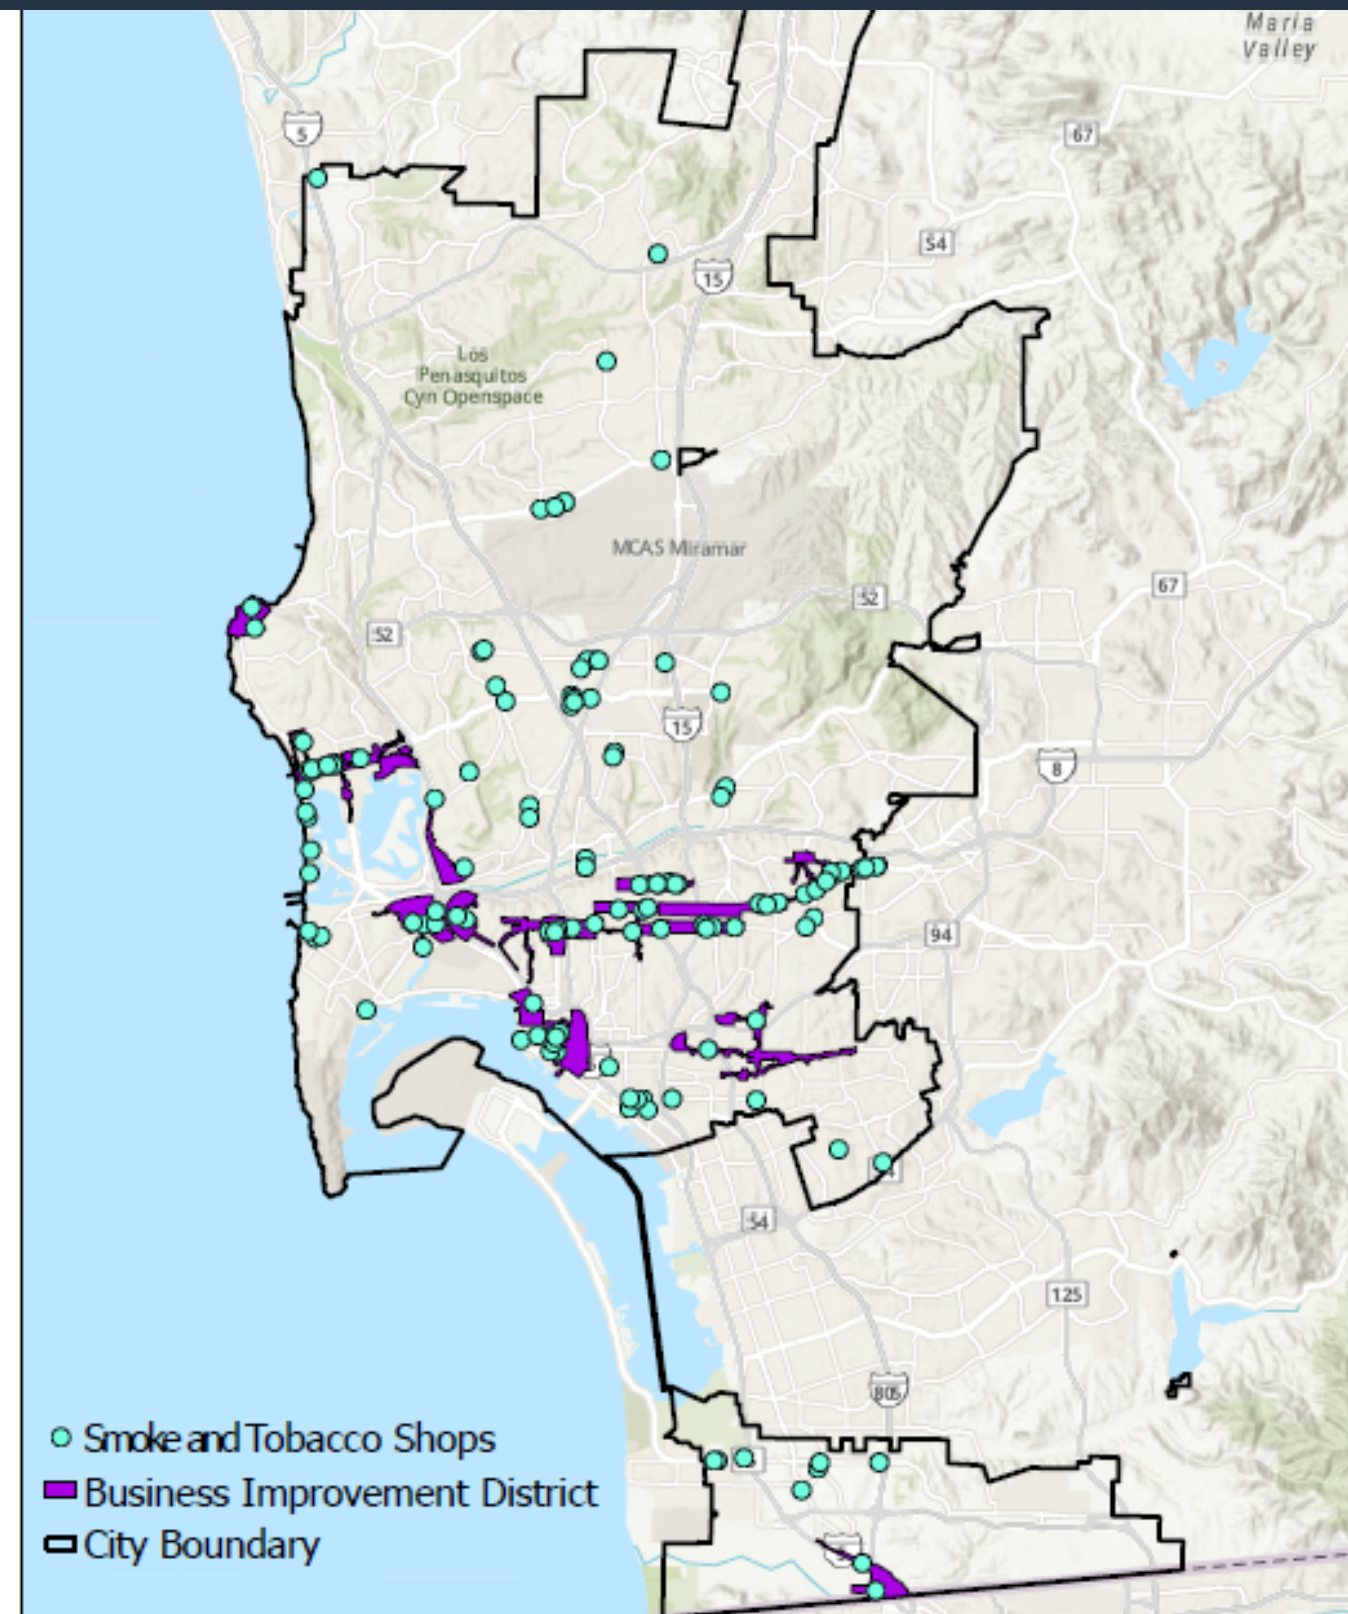 Maria
Valley
5
67
54
15
Los
Penasquitos
Cyn Openspace
MCAS Miramar
52
67
52
15
8
94
54
125
805
Smoke and Tobacco Shops
Business Improvement District
City Boundary